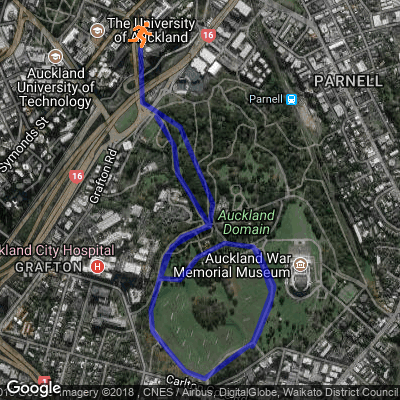 The University
of Auckland
16
Auckland
University of
Technology
PARNELL
Parnell
Symonds St
Grafton Rd
16
Auckland
Domain
kland City Hospital
GRAFTON
H
Auckland War
Memorial Museum
Carlto
Google
Imagery ©2018 , CNES / Airbus, DigitalGlobe, Waikato District Council